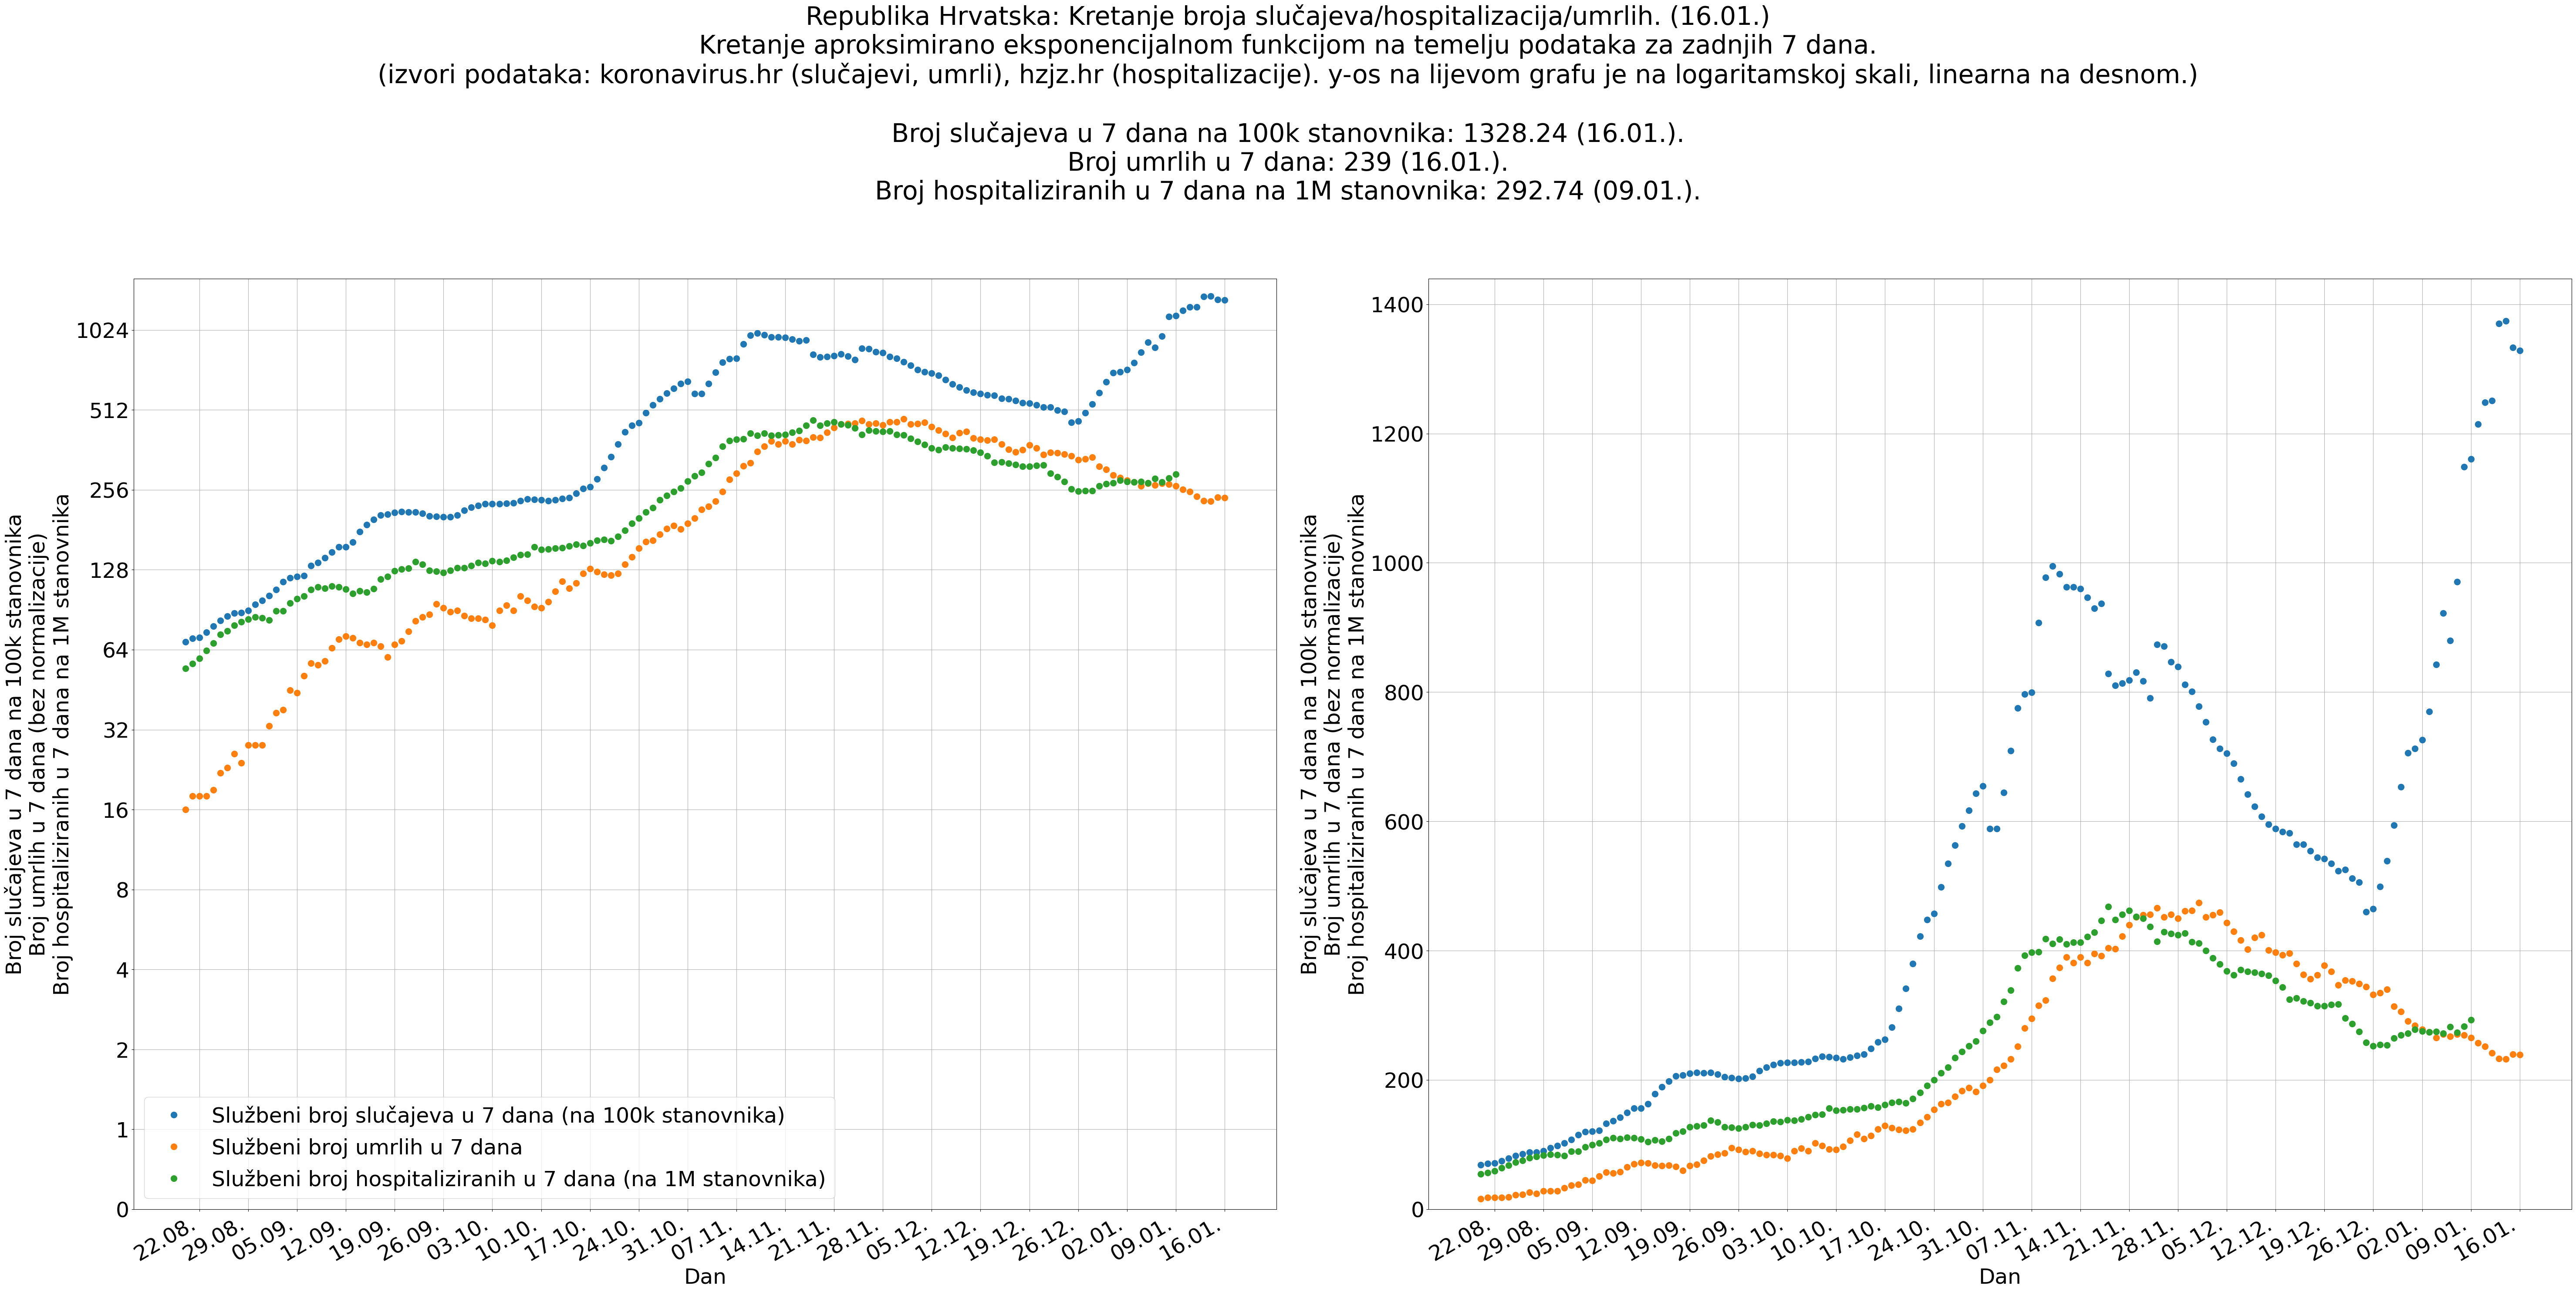 Republika Hrvatska: Kretanje broja slučajeva/hospitalizacija/umrlih. (16.01.)
Kretanje aproksimirano eksponencijalnom funkcijom na temelju podataka za zadnjih 7 dana.
(izvori podataka: koronavirus.hr (slučajevi, umrli), hzjz.hr (hospitalizacije). y-os na lijevom grafu je na logaritamskoj skali, linearna na desnom.)
Broj slučajeva u 7 dana na 100k stanovnika: 1328.24 (16.01.).
Broj umrlih u 7 dana: 239 (16.01.).
Broj hospitaliziranih u 7 dana na 1M stanovnika: 292.74 (09.01.).
Broj slučajeva u 7 dana na 100k stanovnika
Broj umrlih u 7 dana (bez normalizacije)
Broj hospitaliziranih u 7 dana na 1M stanovnika
1024
512
256
128
64
32
16
8
4
2
1
0
Službeni broj slučajeva u 7 dana (na 100k stanovnika)
Službeni broj umrlih u 7 dana
Službeni broj hospitaliziranih u 7 dana (na 1M stanovnika)
22.08. 29.08. 05.09. 12.09. 19.09. 26.09. 03.10. 10.10. 17.10. 24.10. 31.10. 07.11. 14.11. 21.11. 28.11. 05.12. 12.12. 19.12. 26.12. 02.01. 09.01. 16.01.
Dan
Broj slučajeva u 7 dana na 100k stanovnika
Broj umrlih u 7 dana (bez normalizacije)
Broj hospitaliziranih u 7 dana na 1M stanovnika
1400
1200
1000
800
600
400
200
0
22.08. 29.08. 05.09. 12.09. 19.09. 26.09. 03.10. 10.10. 17.10. 24.10. 31.10. 07.11. 14.11. 21.11. 28.11. 05.12. 12.12. 19.12. 26.12. 02.01. 09.01. 16.01.
Dan